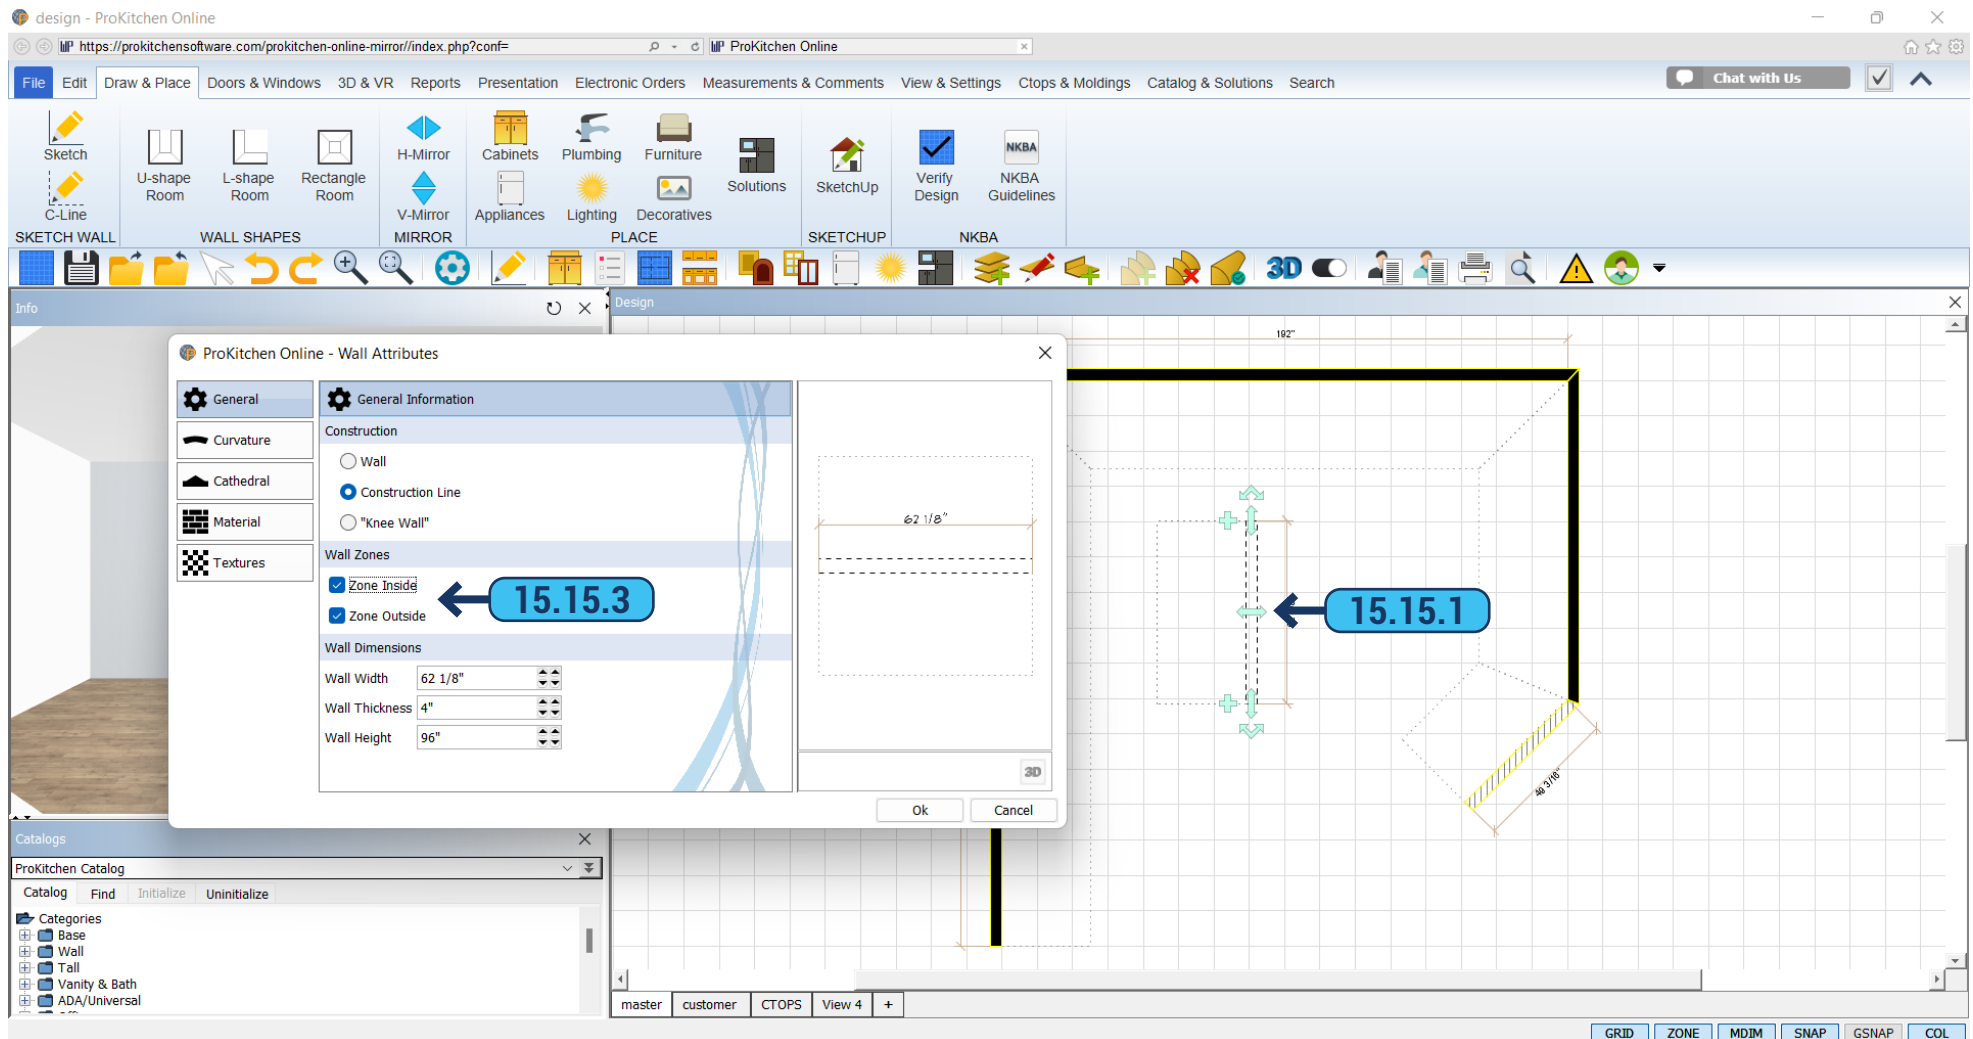 design - ProKitchen Online
https://prokitchensoftware.com/prokitchen-online-mirror//index.php?conf=
ProKitchen Online
File Edit Draw & Place Doors & Windows 3D & VR Reports Presentation Electronic Orders Measurements & Comments View & Settings Ctops & Moldings Catalog & Solutions Search
Chat with Us
Sketch
C-Line
SKETCH WALL
U-shape
Room
L-shape
Room
Rectangle
Room
WALL SHAPES
H-Mirror
V-Mirror
MIRROR
Cabinets
Plumbing
Furniture
Appliances
Lighting
Decoratives
Solutions
PLACE
SketchUp
SKETCHUP
Verify
Design
NKBA
NKBA
Guidelines
NKBA
3D
Info
Design
192"
ProKitchen Online - Wall Attributes
General
Curvature
Cathedral
Material
Textures
General Information
Construction
Wall
Construction Line
"Knee Wall"
Wall Zones
Zone Inside
Zone Outside
15.15.3
Wall Dimensions
Wall Width 62 1/8"
Wall Thickness 4"
Wall Height 96"
62 1/8"
3D
Ok Cancel
15.15.1
Catalogs
ProKitchen Catalog
Catalog Find Initialize Uninitialize
Categories
Base
Wall
Tall
Vanity & Bath
ADA/Universal
master customer CTOPS View 4 +
GRID ZONE MDIM SNAP GSNAP COL